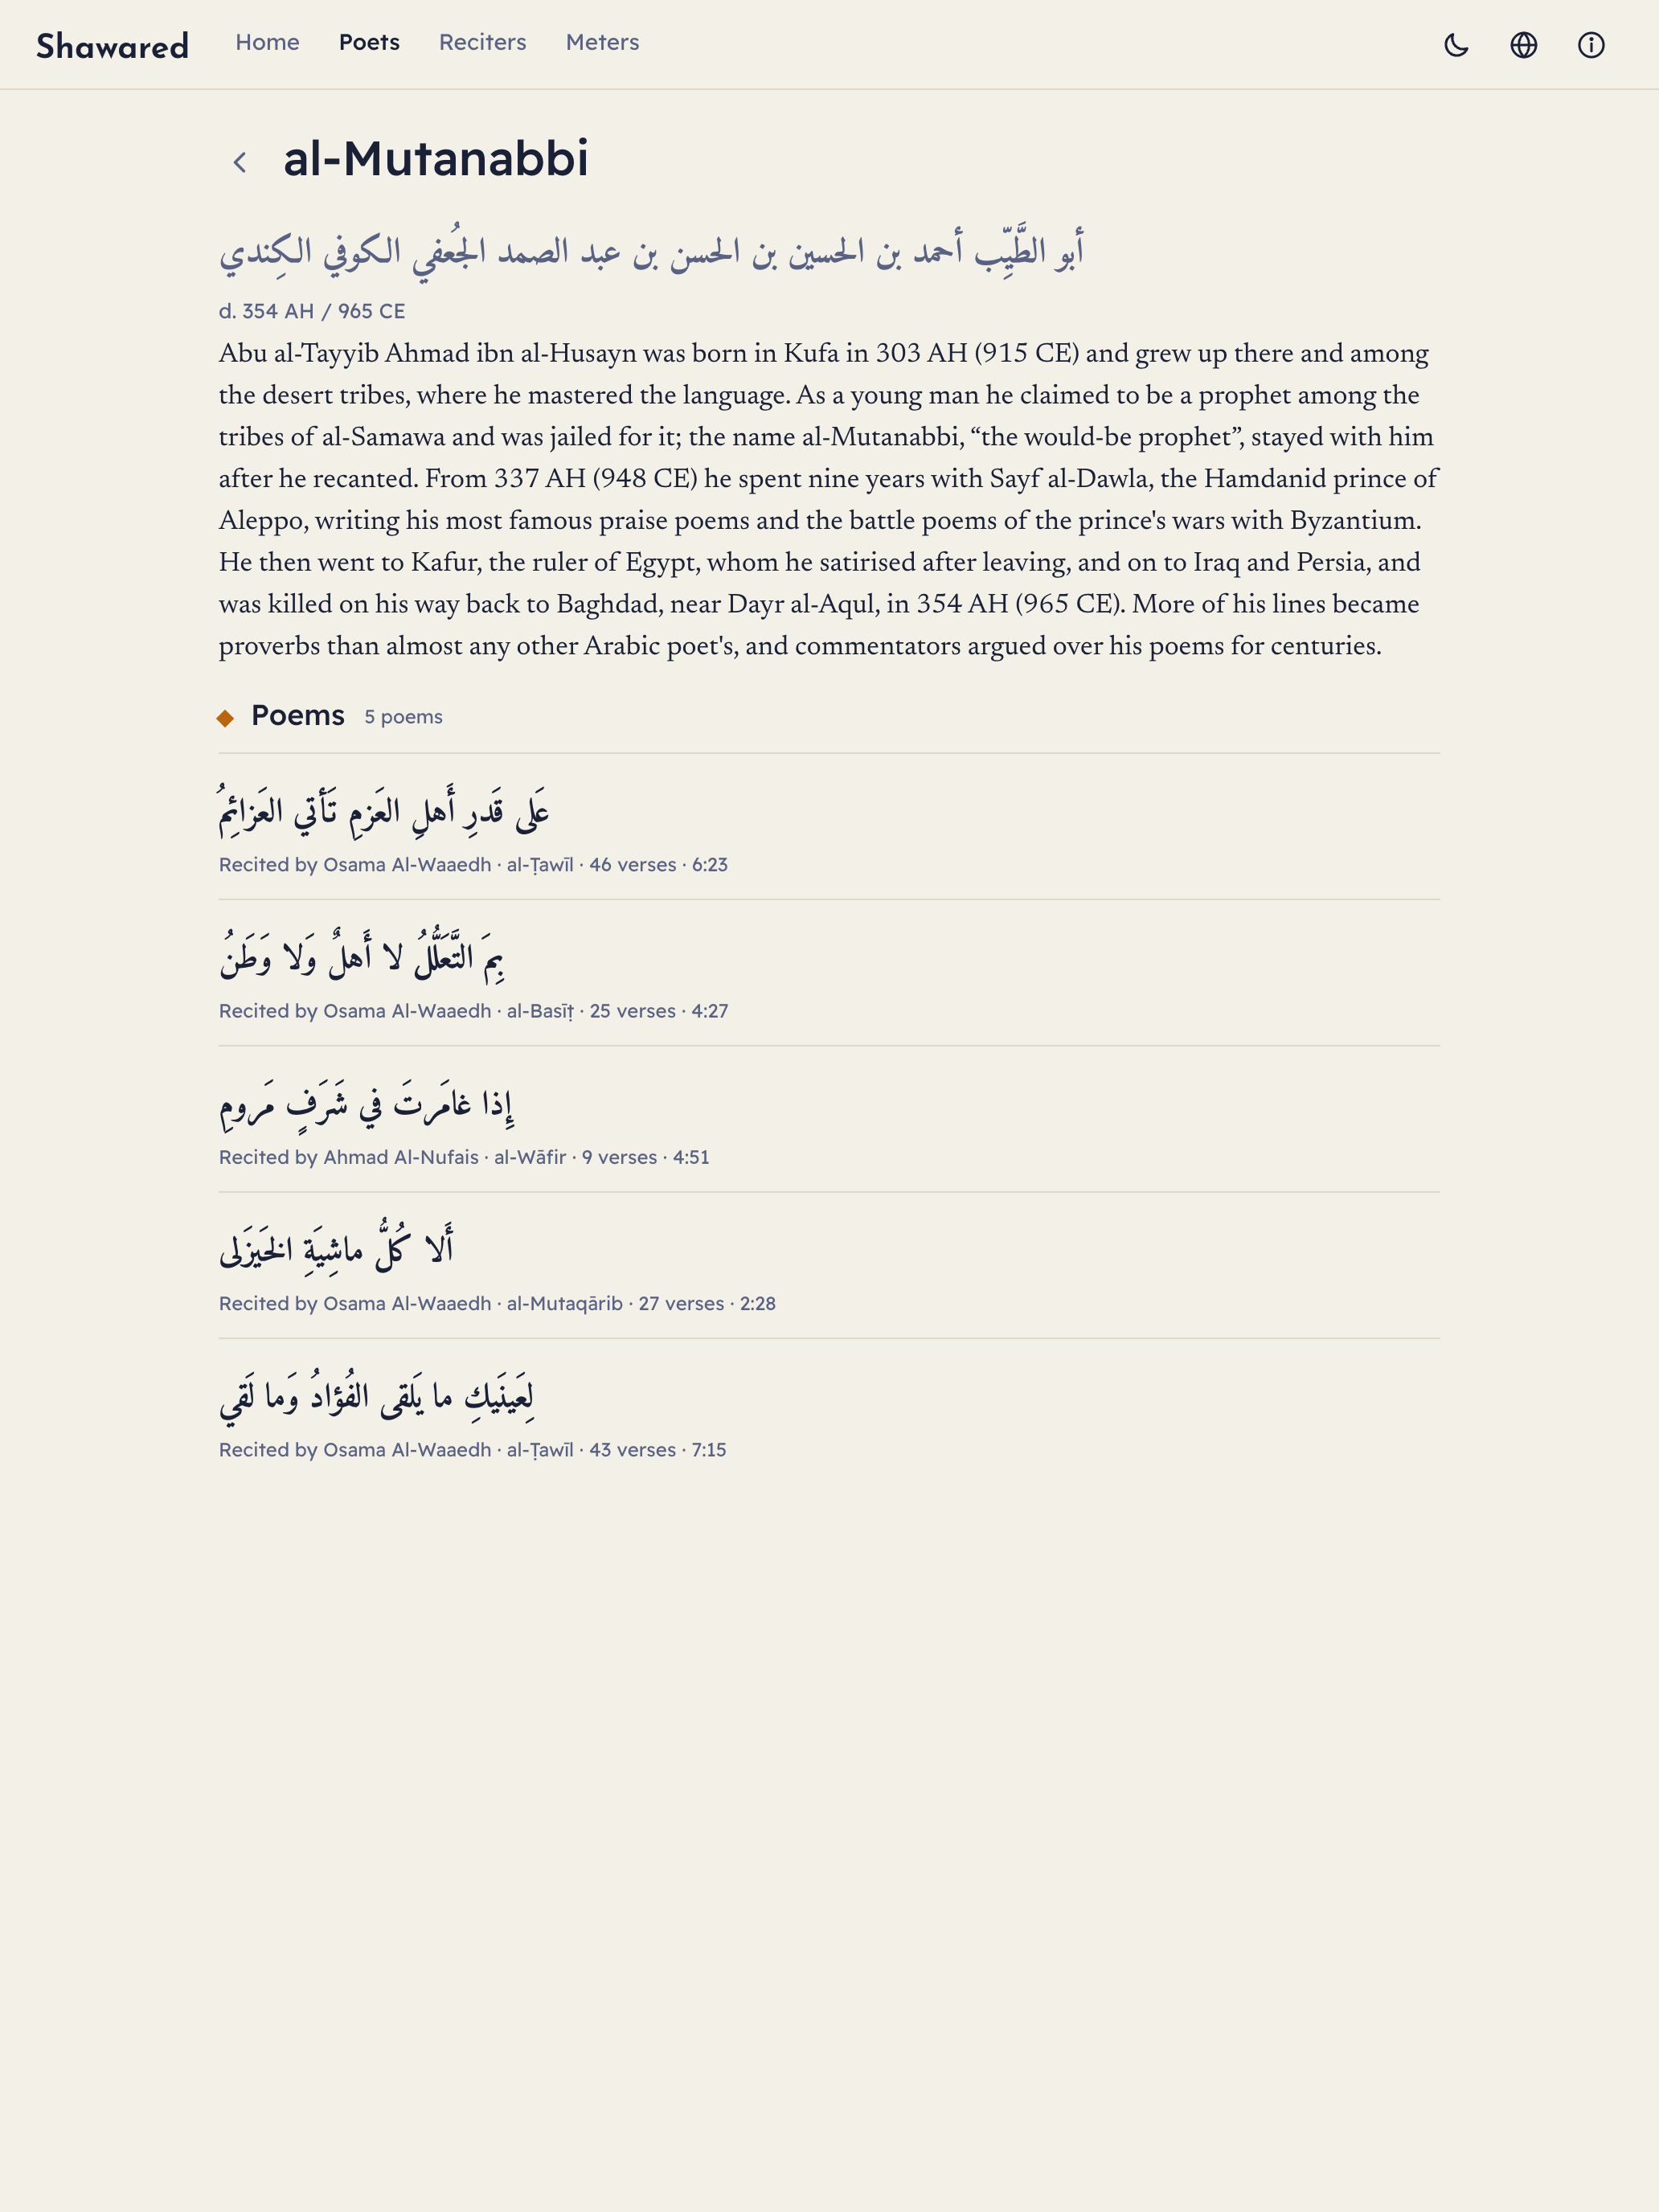 Shawared Home Poets Reciters Meters
al-Mutanabbi
أبو الطَّيِّب أحمد بن الحسين بن الحسن بن عبد الصمد الجُعفي الكوفي الكِندي
d. 354 AH / 965 CE
Abu al-Tayyib Ahmad ibn al-Husayn was born in Kufa in 303 AH (915 CE) and grew up there and among
the desert tribes, where he mastered the language. As a young man he claimed to be a prophet among the
tribes of al-Samawa and was jailed for it; the name al-Mutanabbi, “the would-be prophet”, stayed with him
after he recanted. From 337 AH (948 CE) he spent nine years with Sayf al-Dawla, the Hamdanid prince of
Aleppo, writing his most famous praise poems and the battle poems of the prince's wars with Byzantium.
He then went to Kafur, the ruler of Egypt, whom he satirised after leaving, and on to Iraq and Persia, and
was killed on his way back to Baghdad, near Dayr al-Aqul, in 354 AH (965 CE). More of his lines became
proverbs than almost any other Arabic poet's, and commentators argued over his poems for centuries.
Poems 5 poems
عَلى قَدرِ أَهلِ العَزمِ تَأتي العَزائِمُ
Recited by Osama Al-Waaedh · al-Ṭawīl · 46 verses · 6:23
بِمَ التَّعَلُّلُ لا أَهلٌ وَلا وَطَنُ
Recited by Osama Al-Waaedh · al-Basīṭ · 25 verses · 4:27
إِذا غامَرتَ في شَرَفٍ مَرومِ
Recited by Ahmad Al-Nufais · al-Wāfir · 9 verses · 4:51
أَلا كُلُّ ماشِيَةِ الخَيزَلى
Recited by Osama Al-Waaedh · al-Mutaqārib · 27 verses · 2:28
لِعَينَيكِ ما يَلقى الفُؤادُ وَما لَقي
Recited by Osama Al-Waaedh · al-Ṭawīl · 43 verses · 7:15